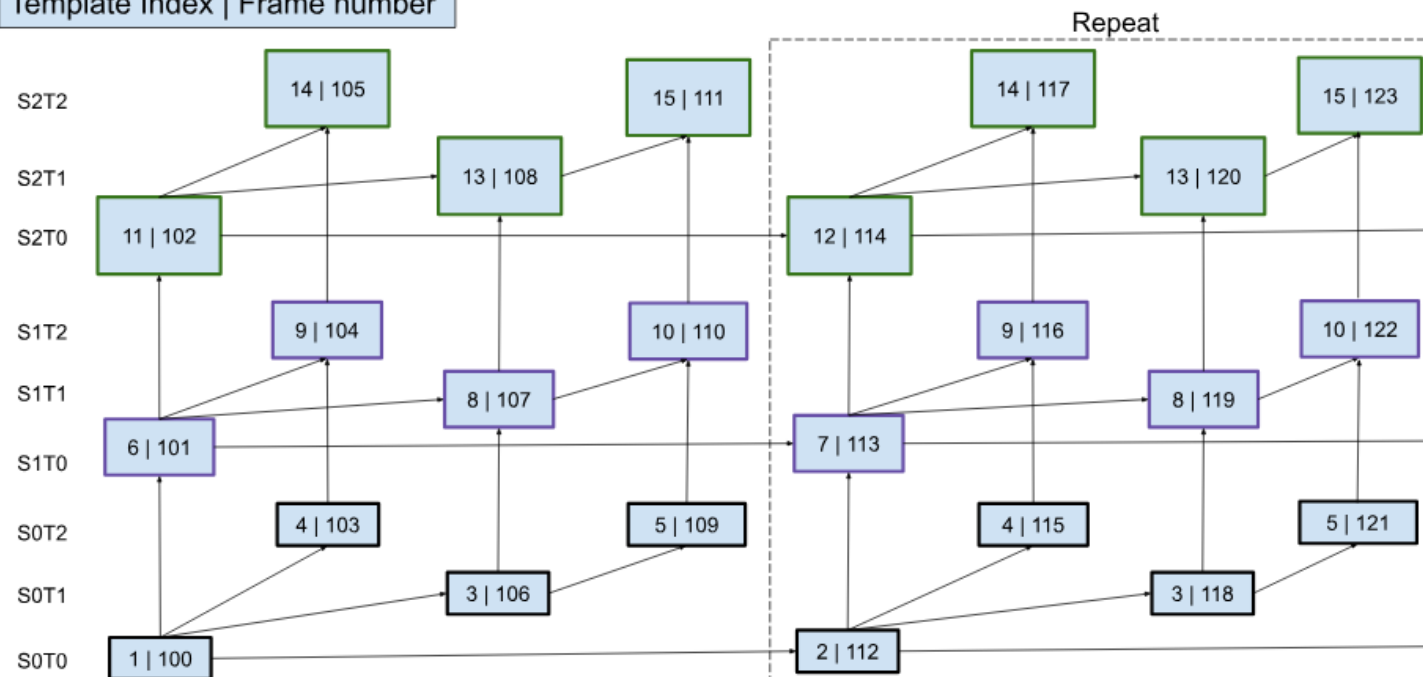 Template Index | Frame number
Repeat
S2T2
14 | 105
15 | 111
14 | 117
15 | 123
S2T1
13 | 108
13 | 120
S2T0
11 | 102
12 | 114
S1T2
9 | 104
10 | 110
9 | 116
10 | 122
S1T1
8 | 107
8 | 119
S1T0
6 | 101
7 | 113
S0T2
4 | 103
5 | 109
4 | 115
5 | 121
S0T1
3 | 106
3 | 118
S0T0
1 | 100
2 | 112